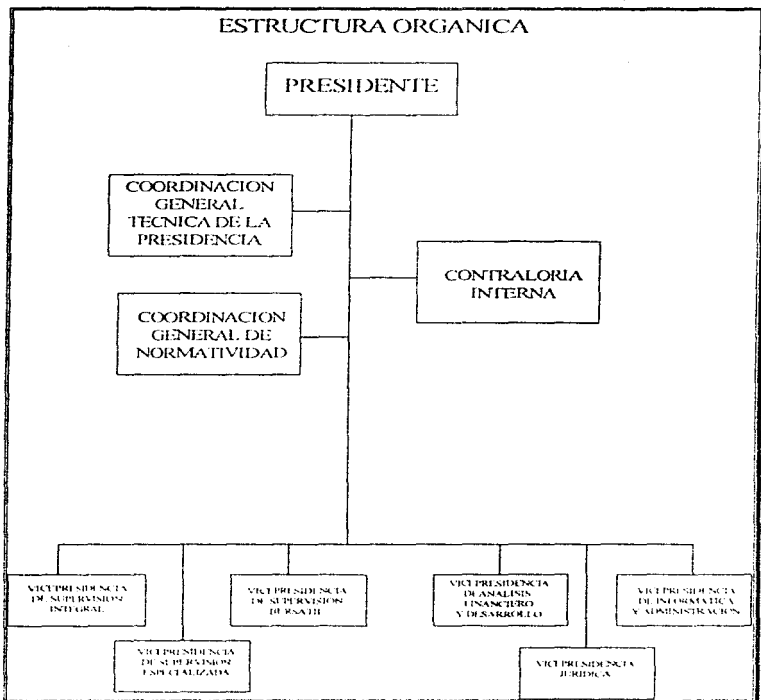 ESTRUCTURA ORGANICA
PRESIDENTE
COORDINACION
GENERAL
TECNICA DE LA
PRESIDENCIA
CONTRALORIA
INTERNA
COORDINACION
GENERAL DE
NORMATIVIDAD
VICEPRESIDENCIA
DE SUPERVISION
INTEGRAL
VICEPRESIDENCIA
DE SUPERVISION
BURSATIL
VICEPRESIDENCIA
DE ANALISIS
FINANCIERO
Y DESARROLLO
VICEPRESIDENCIA
DE INFORMATICA
Y ADMINISTRACION
VICEPRESIDENCIA
DE SUPERVISION
ESPECIALIZADA
VICEPRESIDENCIA
JURIDICA